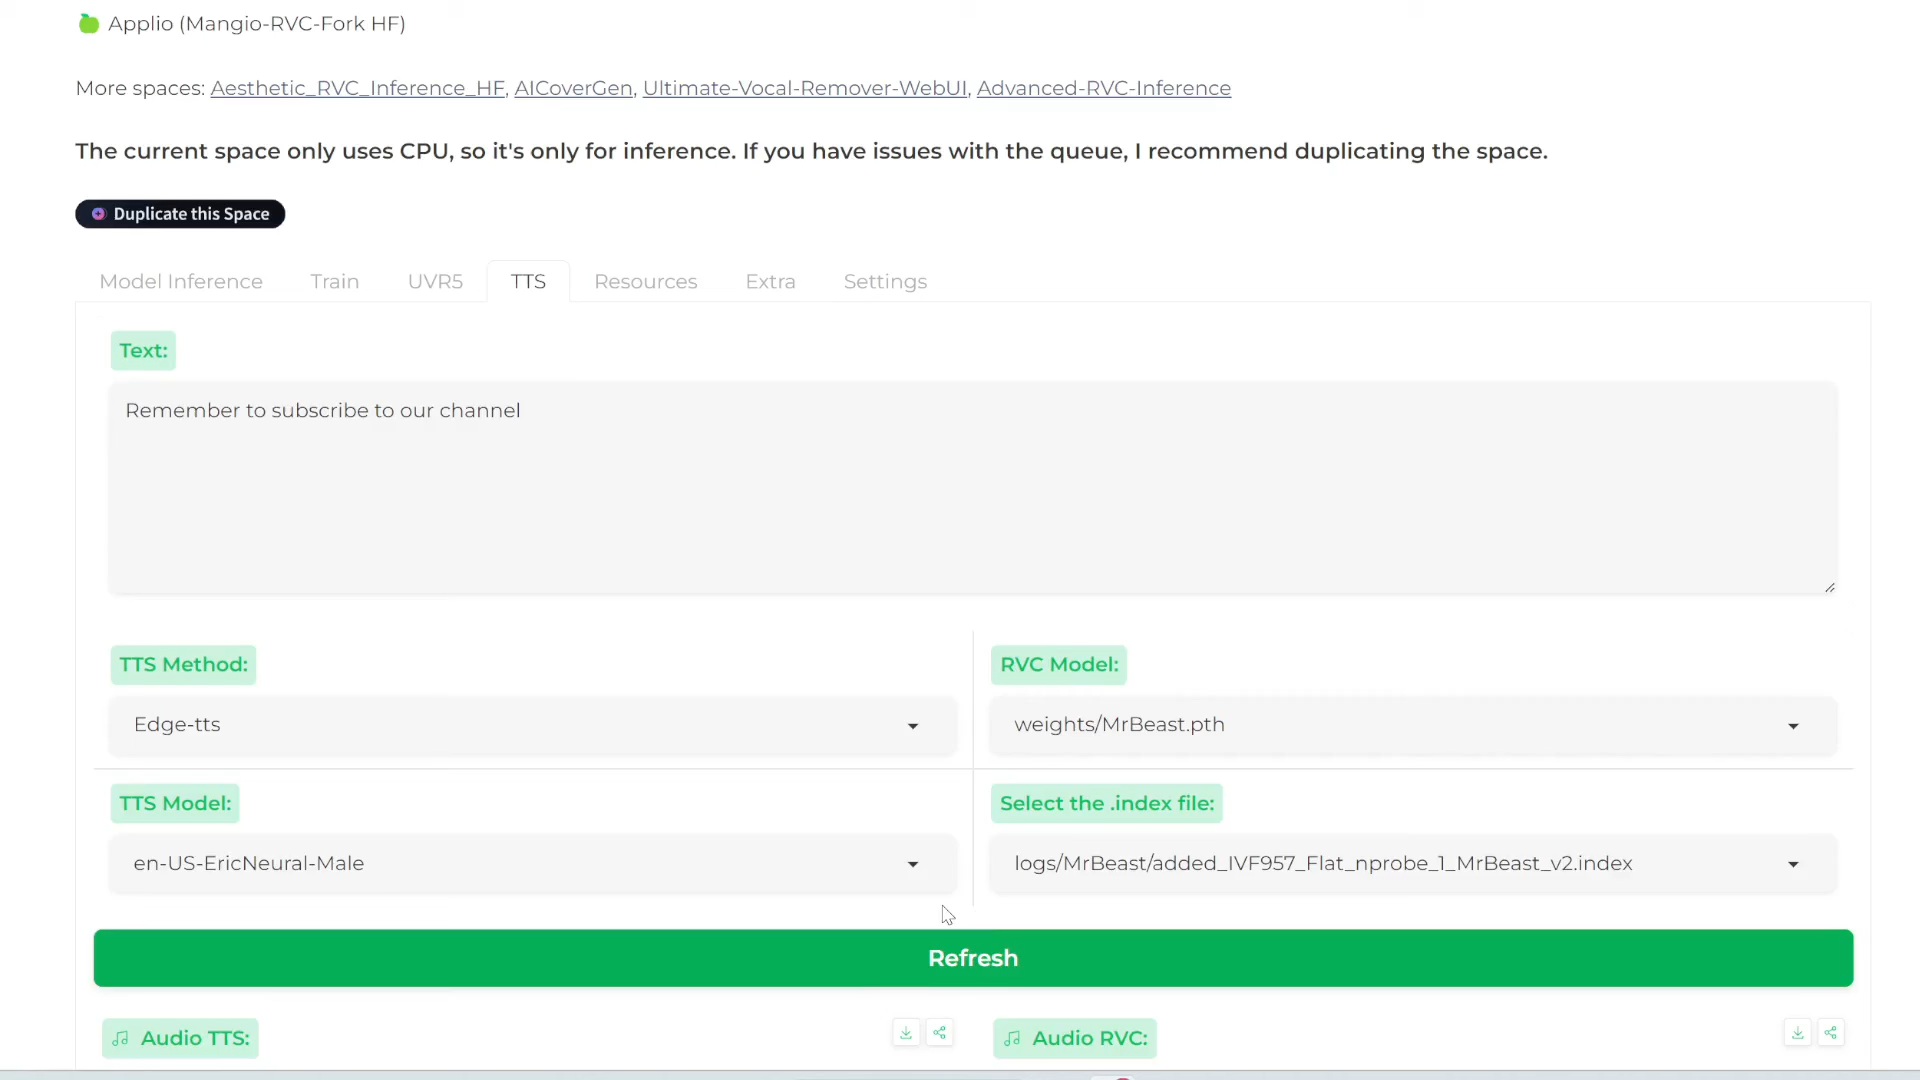 Applio (Mangio-RVC-Fork HF)
More spaces: Aesthetic_RVC_Inference_HF, AICoverGen, Ultimate-Vocal-Remover-WebUI, Advanced-RVC-Inference
The current space only uses CPU, so it's only for inference. If you have issues with the queue, I recommend duplicating the space.
Duplicate this Space
Model Inference Train UVR5 TTS Resources Extra Settings
Text:
Remember to subscribe to our channel
TTS Method: RVC Model:
Edge-tts weights/MrBeast.pth
TTS Model: Select the .index file:
en-US-EricNeural-Male logs/MrBeast/added_IVF957_Flat_nprobe_1_MrBeast_v2.index
Refresh
Audio TTS: Audio RVC: